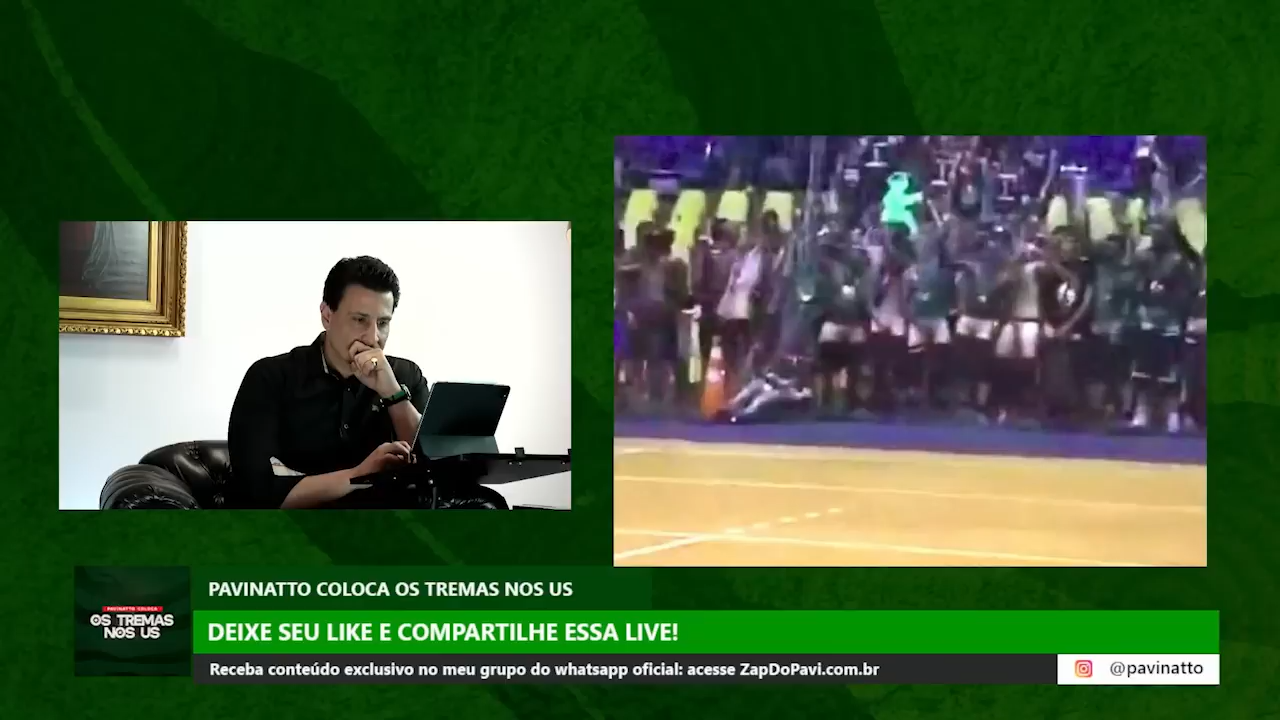 PAVINATTO COLOCA OS TREMAS NOS US
PAVINATTO COLOCA
OS TREMAS
NOS US
DEIXE SEU LIKE E COMPARTILHE ESSA LIVE!
Receba conteúdo exclusivo no meu grupo do whatsapp oficial: acesse ZapDoPavi.com.br
@pavinatto